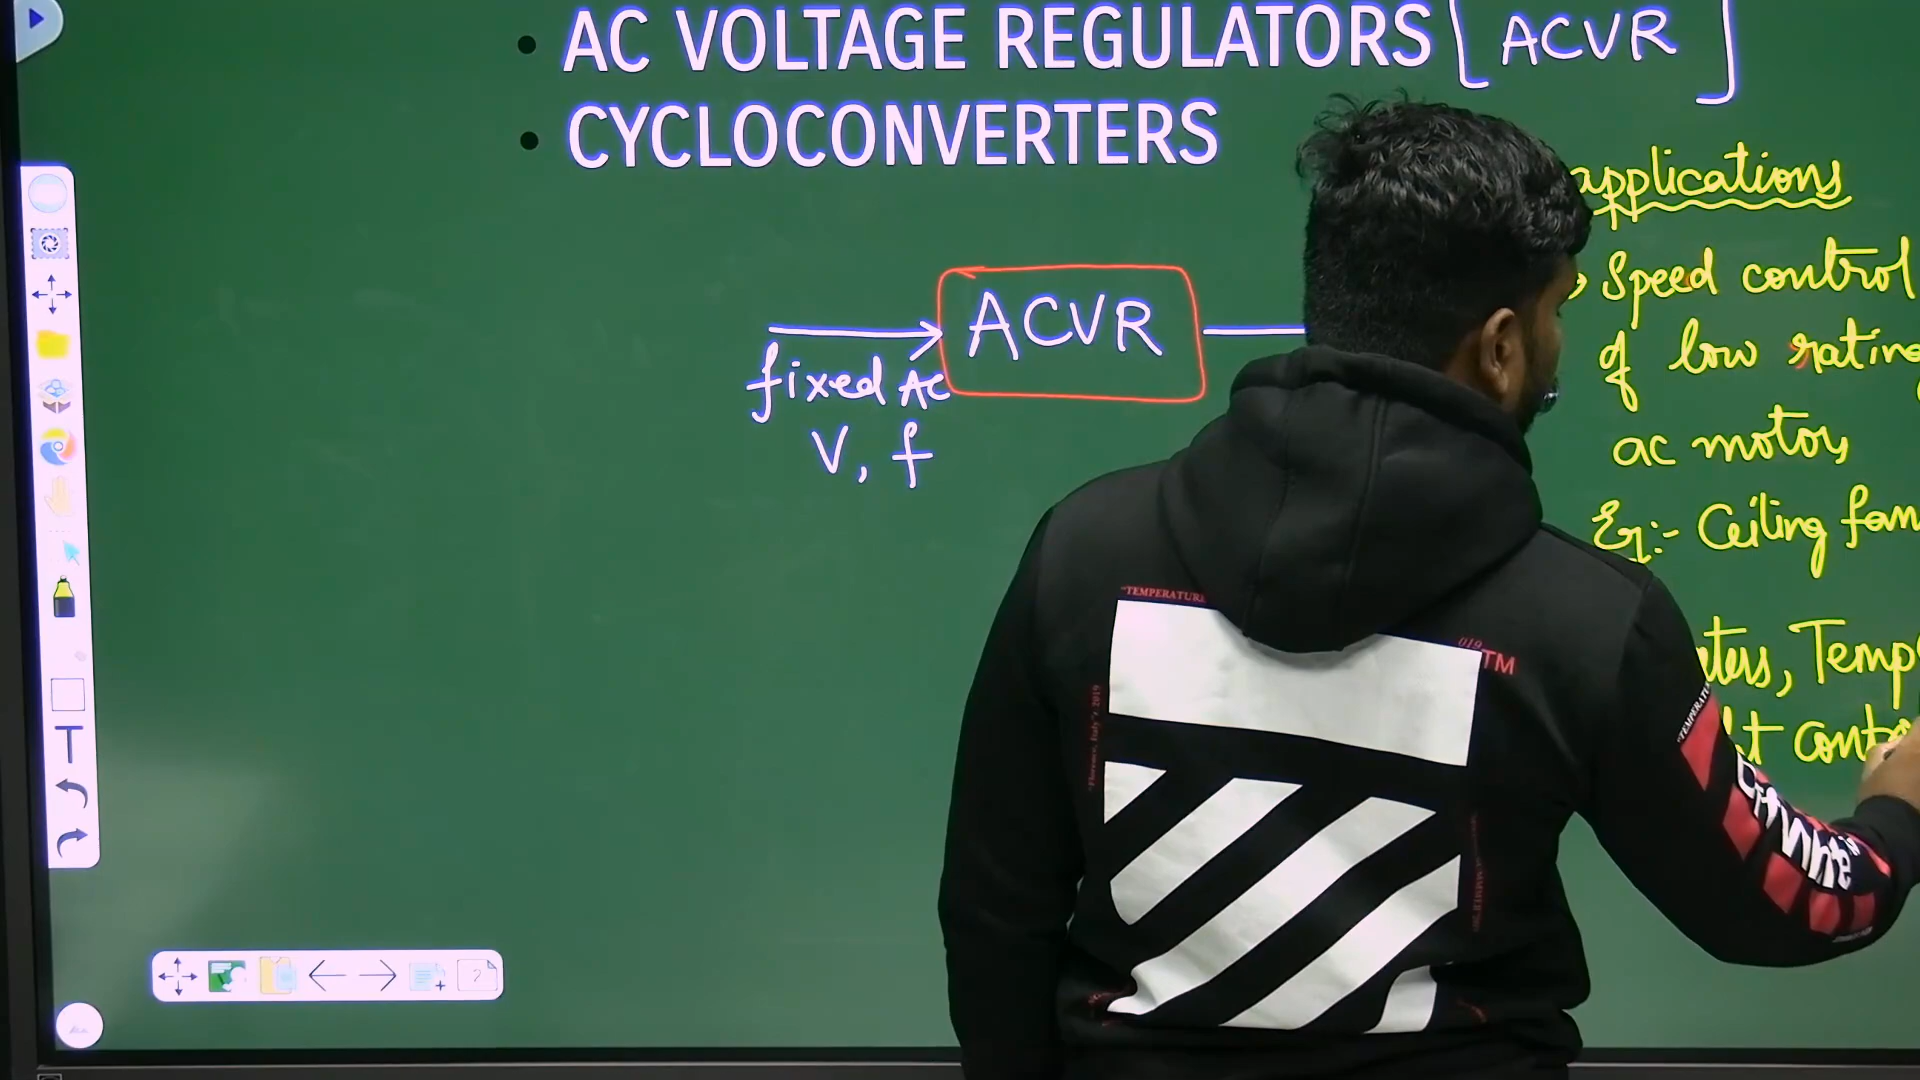 • AC VOLTAGE REGULATORS [ACVR]
• CYCLOCONVERTERS
applications
Speed control
of low rating
ac motors
Eg:- Ceiling fan
ACVR
fixed AC
V, f
"TEMPERATURE
TM